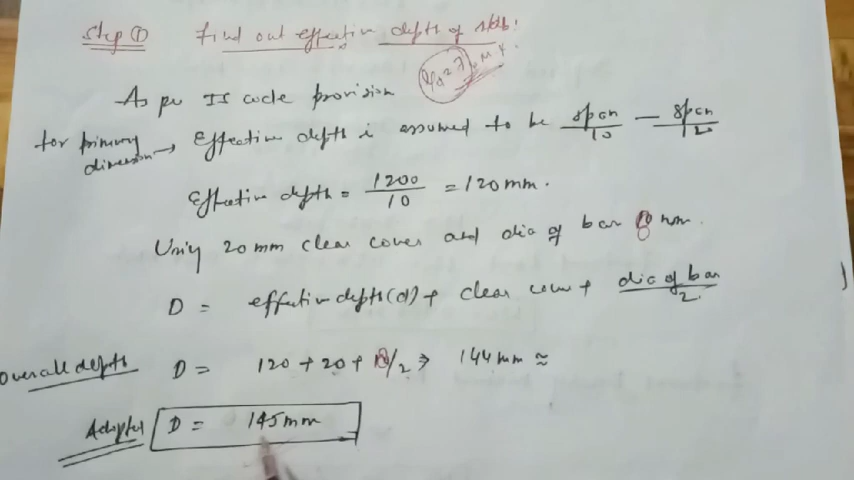 Step ① Find out effective depth of slab:
As per IS code provision
for primary dimension → Effective depth is assumed to be span/10 — span/12
Effective depth = 1200/10 = 120 mm.
Using 20 mm clear cover and dia of bar 8 mm.
D = effective depth (d) + clear cover + dia of bar/2
Overall depth D = 120 + 20 + 8/2 ⇒ 144 mm ≈
Adopted D = 145 mm